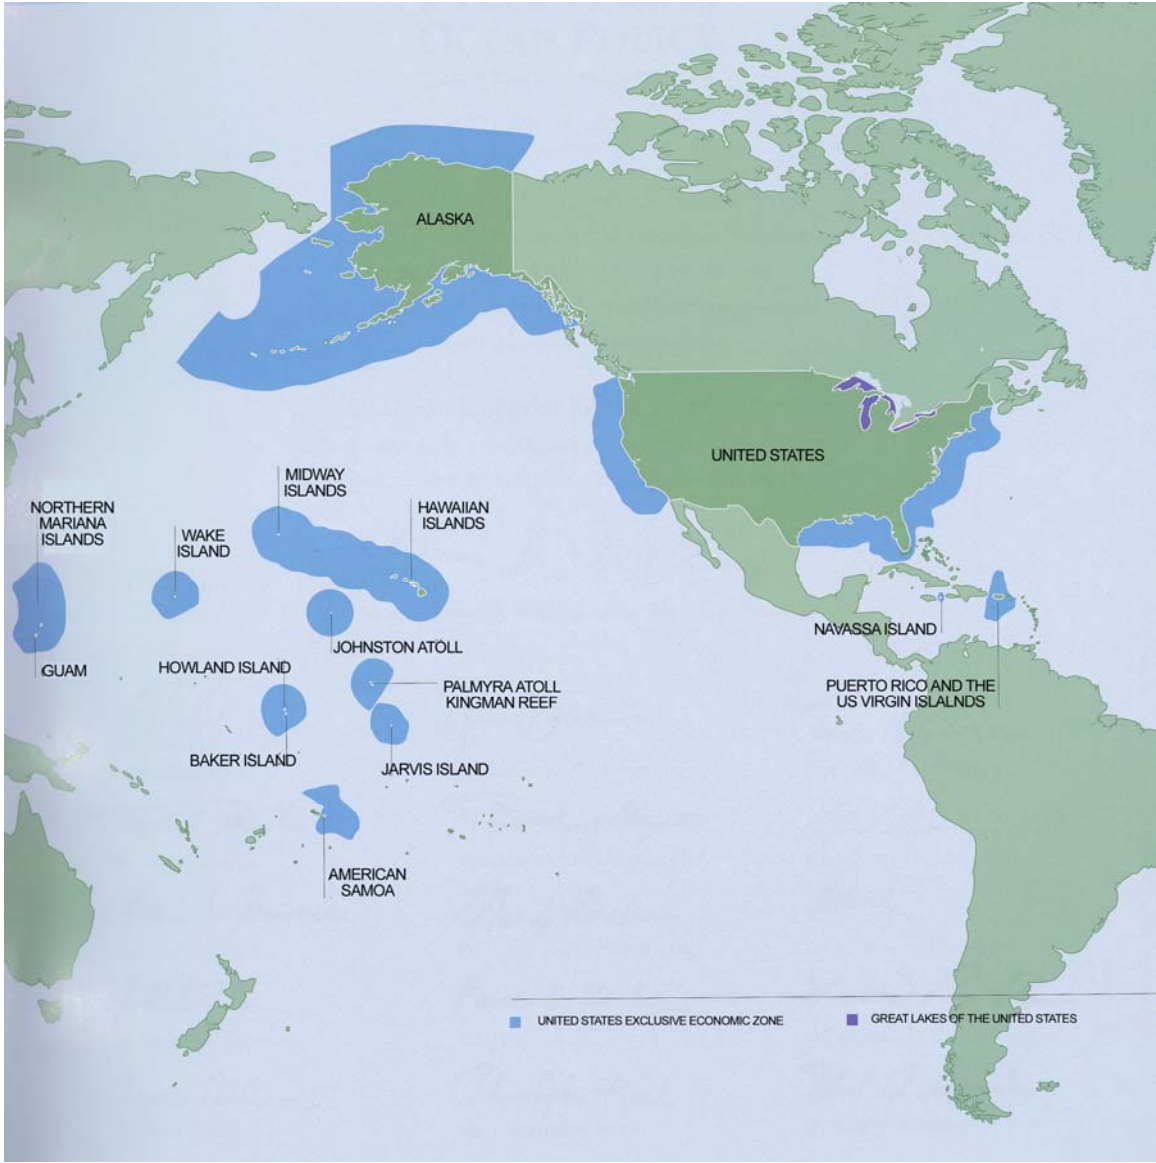 ALASKA
UNITED STATES
MIDWAY
ISLANDS
HAWAIIAN
ISLANDS
NORTHERN
MARIANA
ISLANDS
WAKE
ISLAND
NAVASSA ISLAND
JOHNSTON ATOLL
GUAM
HOWLAND ISLAND
PALMYRA ATOLL
KINGMAN REEF
PUERTO RICO AND THE
US VIRGIN ISLALNDS
BAKER ISLAND
JARVIS ISLAND
AMERICAN
SAMOA
UNITED STATES EXCLUSIVE ECONOMIC ZONE
GREAT LAKES OF THE UNITED STATES